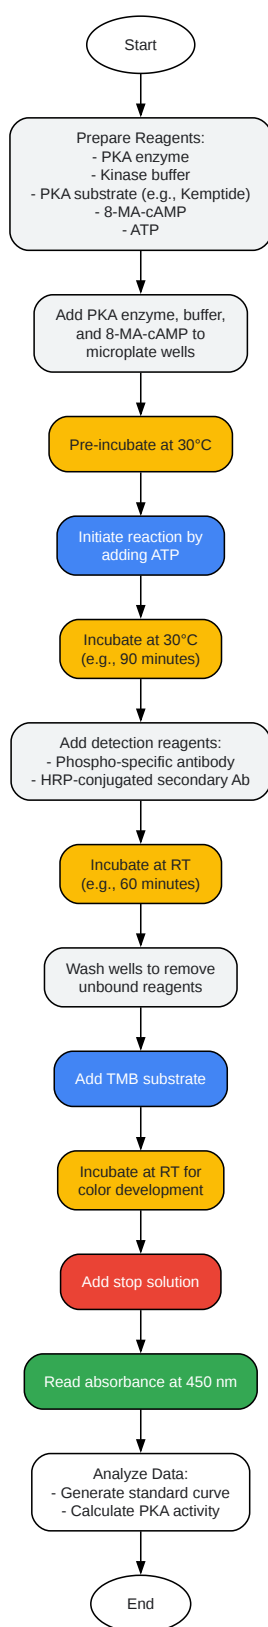 Start
Prepare Reagents:
- PKA enzyme
- Kinase buffer
- PKA substrate (e.g., Kemptide)
- 8-MA-cAMP
- ATP
Add PKA enzyme, buffer,
and 8-MA-cAMP to
microplate wells
Pre-incubate at 30°C
Initiate reaction by
adding ATP
Incubate at 30°C
(e.g., 90 minutes)
Add detection reagents:
- Phospho-specific antibody
- HRP-conjugated secondary Ab
Incubate at RT
(e.g., 60 minutes)
Wash wells to remove
unbound reagents
Add TMB substrate
Incubate at RT for
color development
Add stop solution
Read absorbance at 450 nm
Analyze Data:
- Generate standard curve
- Calculate PKA activity
End